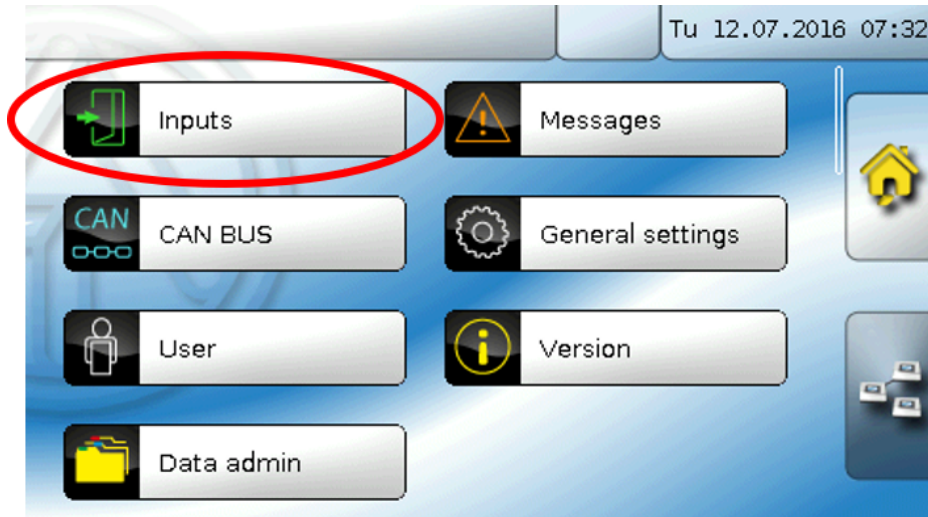 Tu 12.07.2016 07:32
Inputs
Messages
CAN
CAN BUS
General settings
User
Version
Data admin